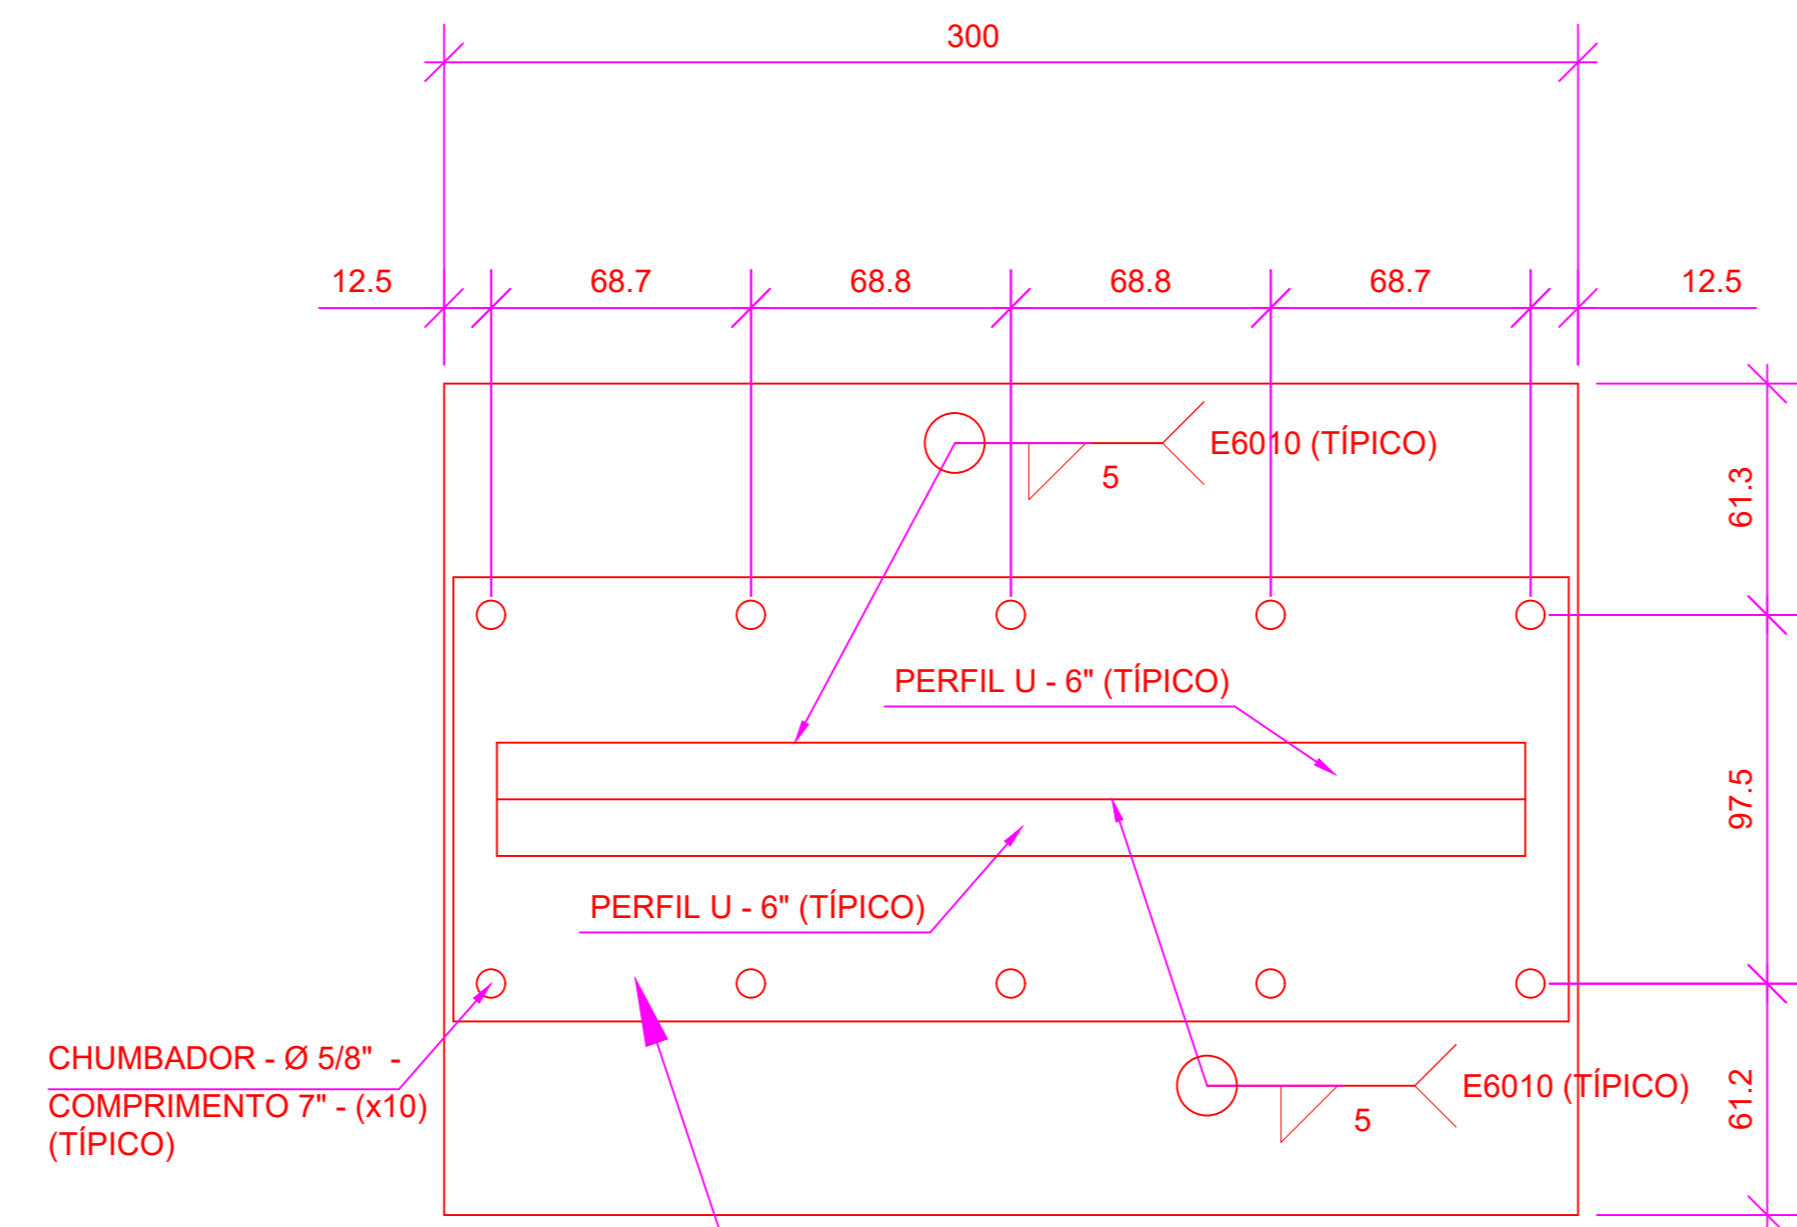 300
12.5
68.7
68.8
68.8
68.7
12.5
E6010 (TÍPICO)
5
61.3
PERFIL U - 6" (TÍPICO)
97.5
PERFIL U - 6" (TÍPICO)
CHUMBADOR - Ø 5/8" -
COMPRIMENTO 7" - (x10)
(TÍPICO)
E6010 (TÍPICO)
5
61.2